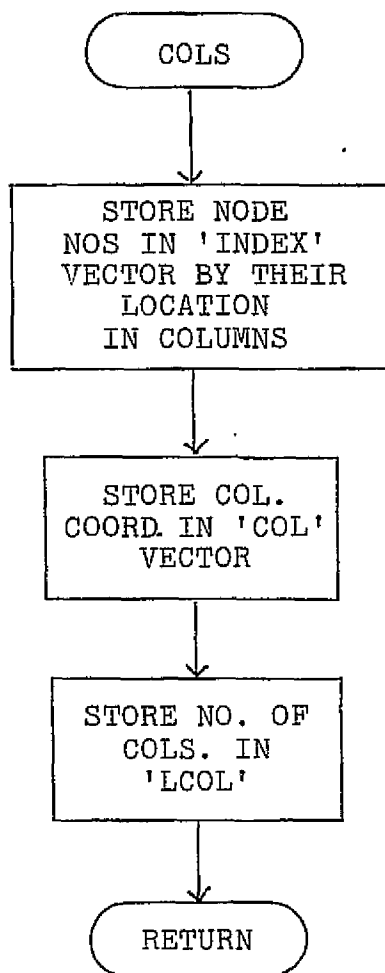 COLS
STORE NODE
NOS IN 'INDEX'
VECTOR BY THEIR
LOCATION
IN COLUMNS
STORE COL.
COORD. IN 'COL'
VECTOR
STORE NO. OF
COLS. IN
'LCOL'
RETURN